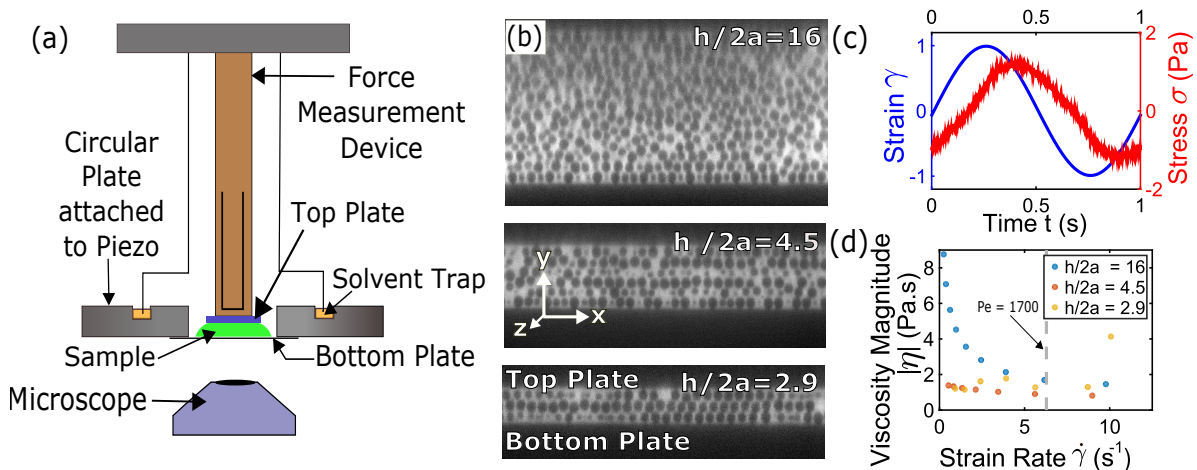 (a)
Force
Measurement
Device
Circular
Plate
attached
to Piezo
Top Plate
Solvent Trap
Sample
Bottom Plate
Microscope
(b)
h/2a=16
h /2a=4.5
y
x
z
Top Plate
h/2a=2.9
Bottom Plate
(c)
0 0.5 1
Strain γ
1
0
-1
2
0
-2
Stress σ (Pa)
0 0.5 1
Time t (s)
(d)
Viscosity Magnitude
|η| (Pa.s)
8
6
4
2
0
h/2a = 16
h/2a = 4.5
h/2a = 2.9
Pe = 1700
0 5 10
Strain Rate γ̇ (s⁻¹)